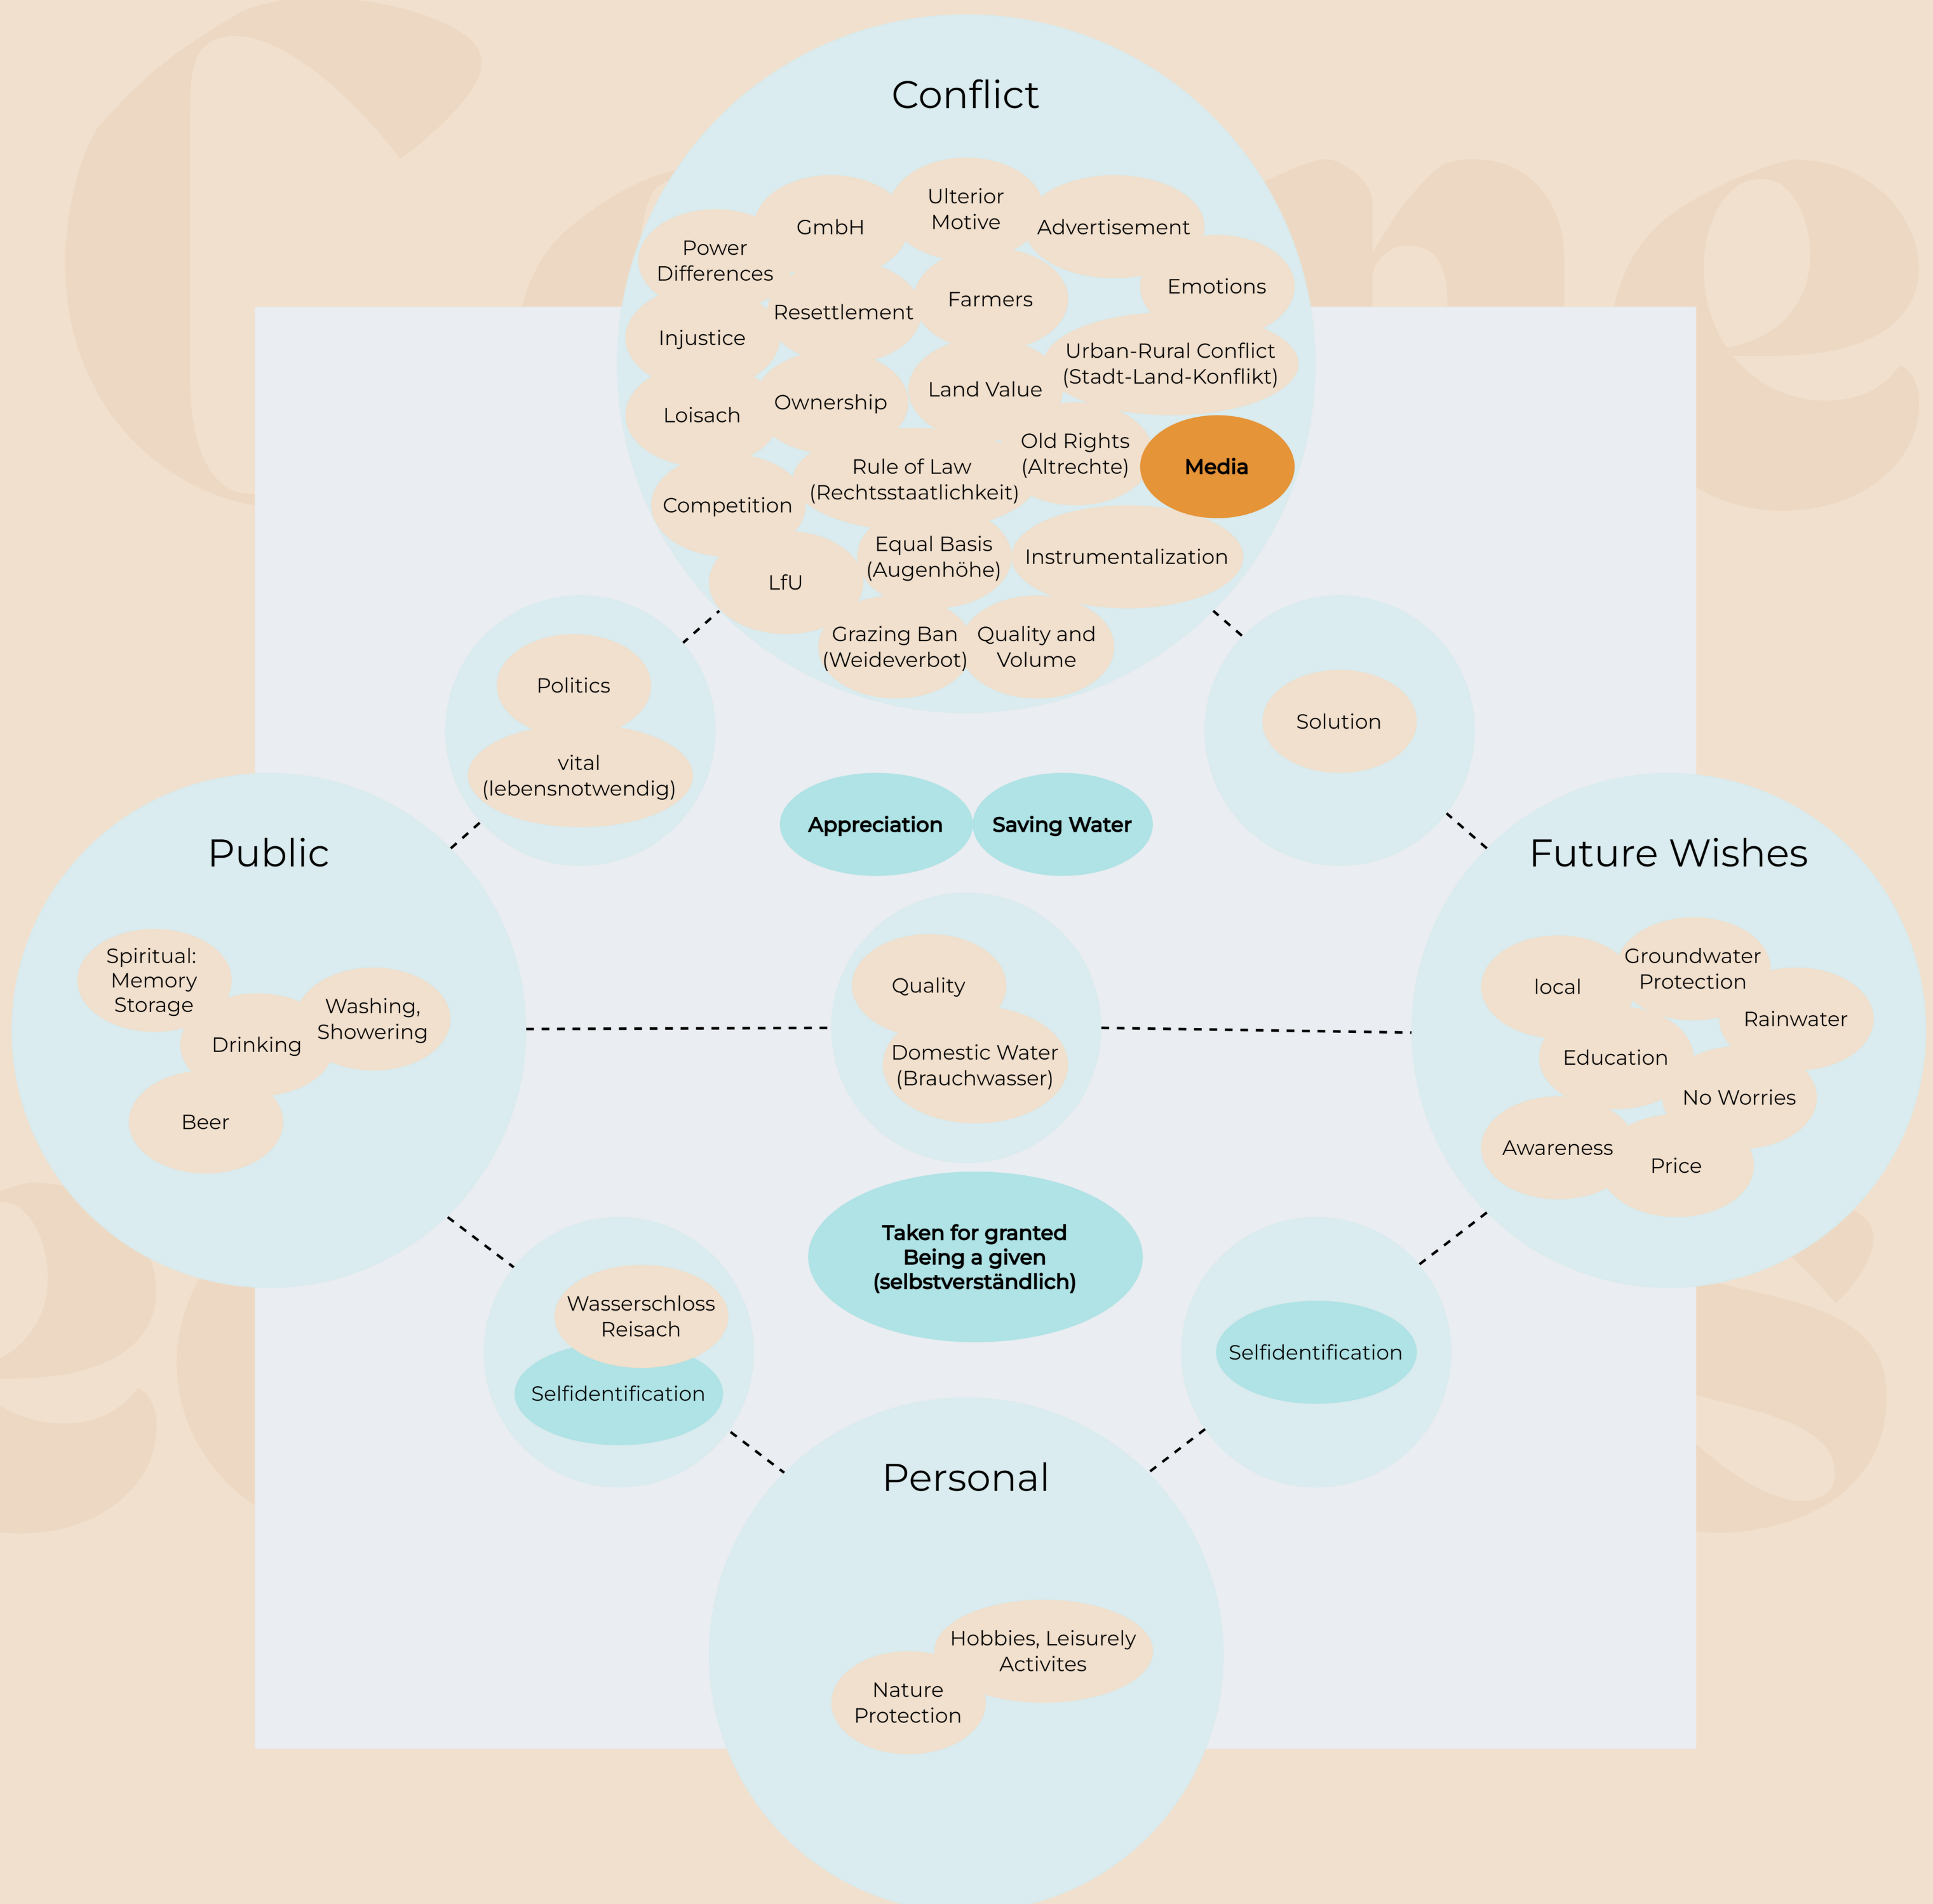 Conflict
Ulterior
Motive
GmbH
Advertisement
Power
Differences
Emotions
Farmers
Resettlement
Injustice
Urban-Rural Conflict
(Stadt-Land-Konflikt)
Land Value
Ownership
Loisach
Old Rights
(Altrechte)
Media
Rule of Law
(Rechtsstaatlichkeit)
Competition
Equal Basis
(Augenhöhe)
Instrumentalization
LfU
Grazing Ban
(Weideverbot)
Quality and
Volume
Politics
vital
(lebensnotwendig)
Solution
Appreciation
Saving Water
Public
Future Wishes
Spiritual:
Memory
Storage
Washing,
Showering
Drinking
Beer
Quality
Domestic Water
(Brauchwasser)
Groundwater
Protection
local
Rainwater
Education
No Worries
Awareness
Price
Taken for granted
Being a given
(selbstverständlich)
Wasserschloss
Reisach
Selfidentification
Selfidentification
Personal
Hobbies, Leisurely
Activites
Nature
Protection